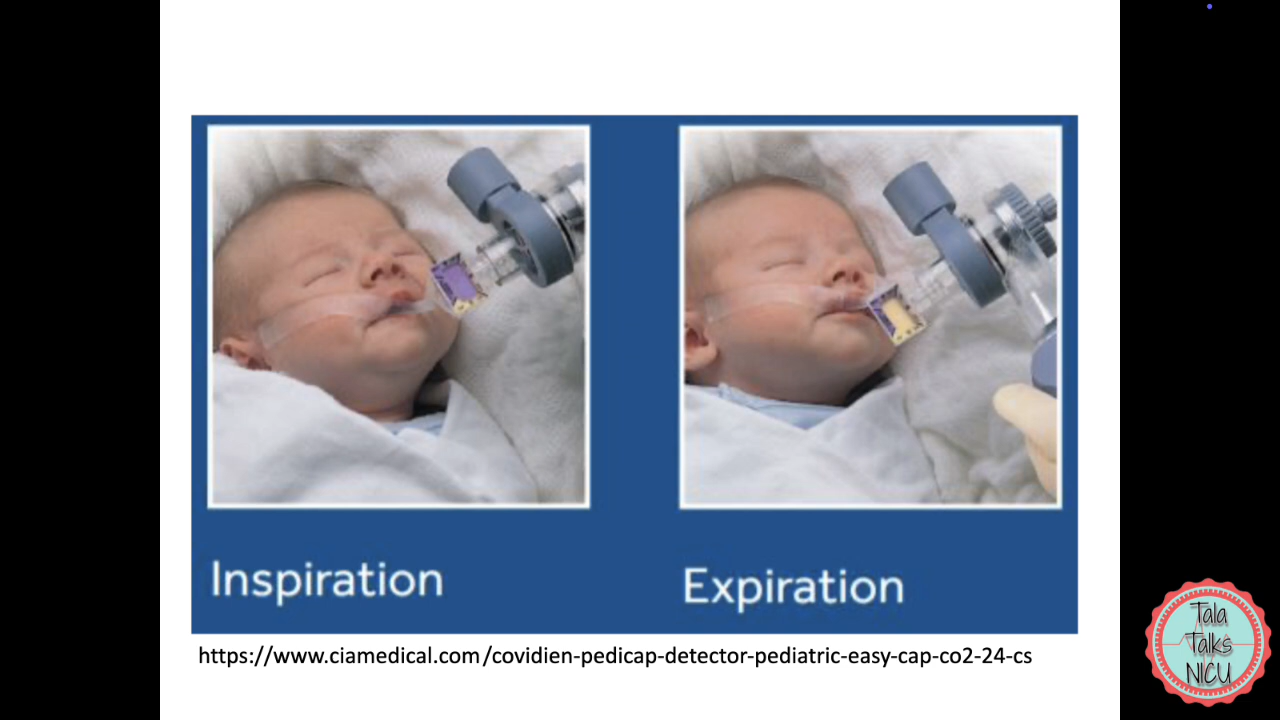 Inspiration
Expiration
https://www.ciamedical.com/covidien-pedicap-detector-pediatric-easy-cap-co2-24-cs
Tala
Talks
NICU